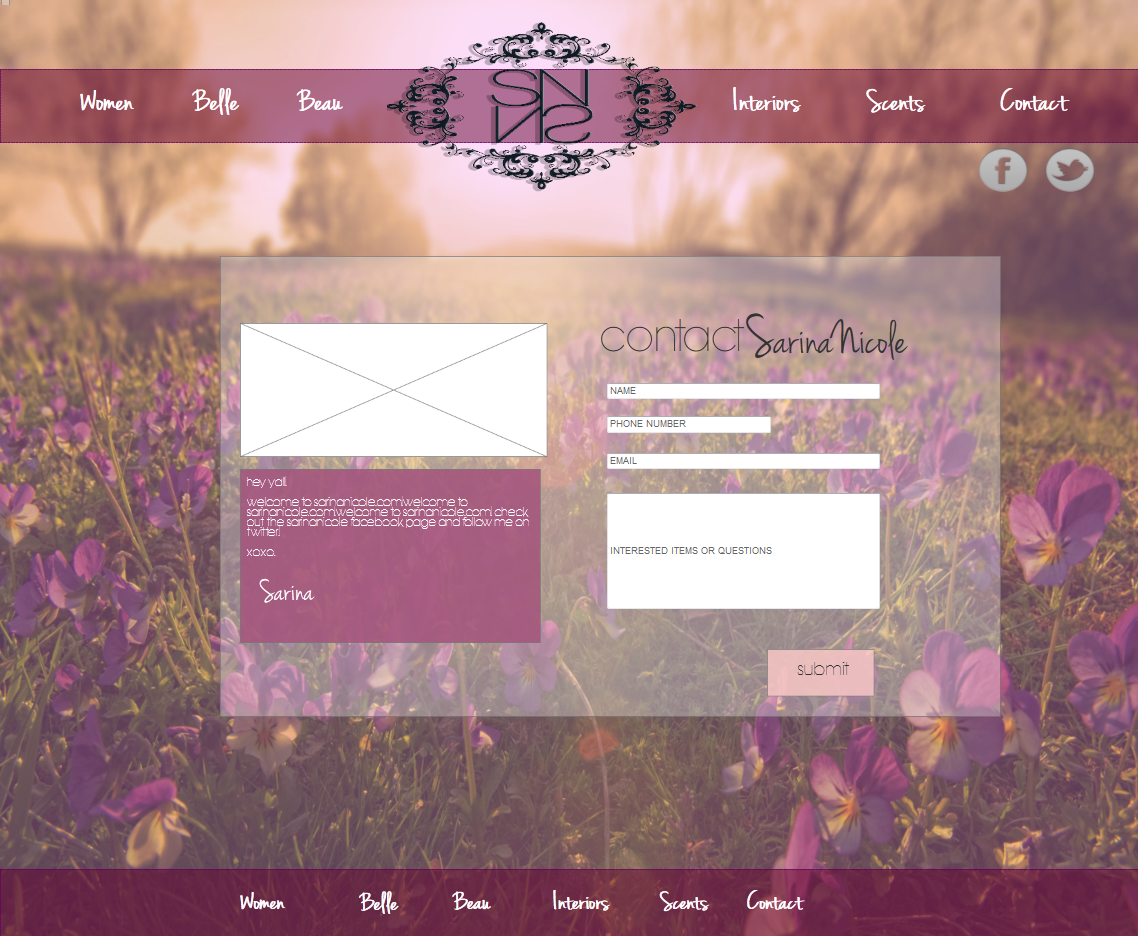 Women Belle Beau SN Interiors Scents Contact
NS
contact Sarina Nicole
NAME
PHONE NUMBER
EMAIL
INTERESTED ITEMS OR QUESTIONS
submit
hey yall.
welcome to sarinanicole.com.welcome to
sarinanicole.com.welcome to sarinanicole.com. check
out the sarinanicole facebook page and follow me on
twitter!
xoxo.
Sarina
Women Belle Beau Interiors Scents Contact